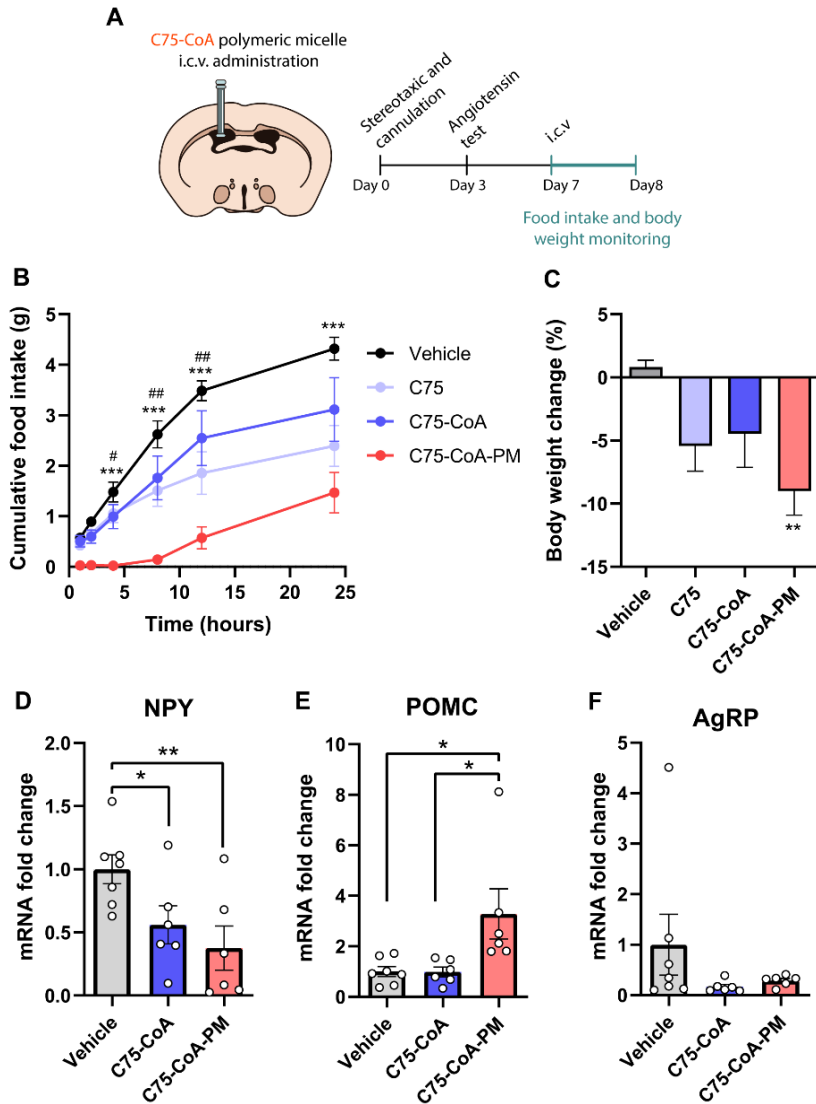 A
C75-CoA polymeric micelle
i.c.v. administration
Stereotaxic and
cannulation
Angiotensin
test
i.c.v
Day 0
Day 3
Day 7
Day8
Food intake and body
weight monitoring
B
Cumulative food intake (g)
5
4
3
2
1
0
0
5
10
15
20
25
Time (hours)
#
***
##
***
##
***
***
Vehicle
C75
C75-CoA
C75-CoA-PM
C
Body weight change (%)
5
0
-5
-10
-15
**
Vehicle
C75
C75-CoA
C75-CoA-PM
D
NPY
mRNA fold change
2.0
1.5
1.0
0.5
0.0
**
*
Vehicle
C75-CoA
C75-CoA-PM
E
POMC
mRNA fold change
10
8
6
4
2
0
*
*
Vehicle
C75-CoA
C75-CoA-PM
F
AgRP
mRNA fold change
5
4
3
2
1
0
Vehicle
C75-CoA
C75-CoA-PM